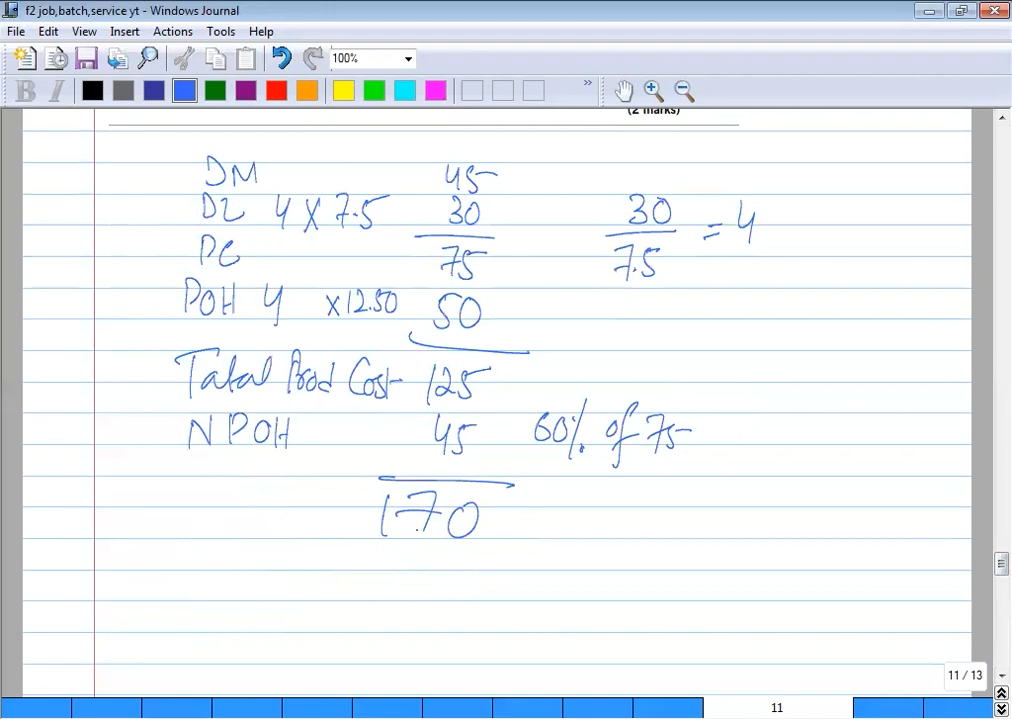 f2 job,batch,service yt - Windows Journal
File Edit View Insert Actions Tools Help
100%
B I »
(2 marks)
DM 45
DL 4 X 7.5 30 30/7.5 = 4
PC 75
POH 4 x12.50 50
Total Prod Cost 125
NPOH 45 60% of 75
170
11 / 13
11